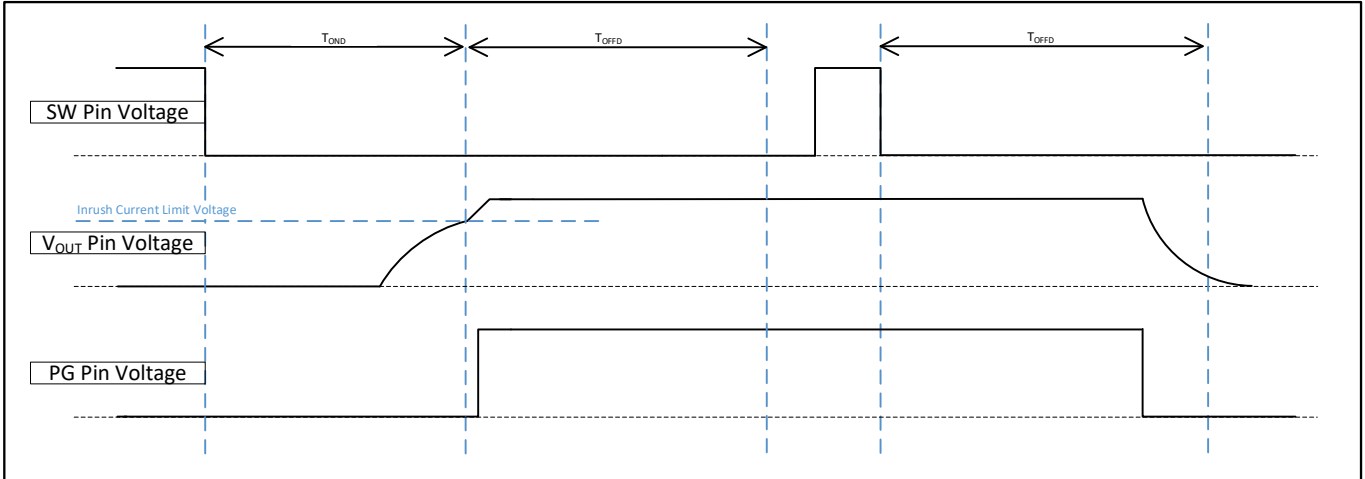 TOND
TOFFD
TOFFD
SW Pin Voltage
Inrush Current Limit Voltage
VOUT Pin Voltage
PG Pin Voltage